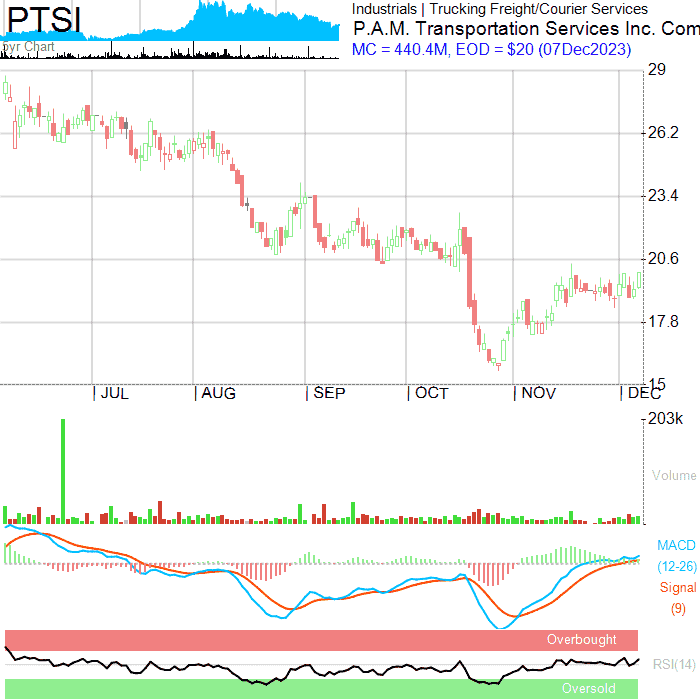 PTSI
5yr Chart
Industrials | Trucking Freight/Courier Services
P.A.M. Transportation Services Inc. Com
MC = 440.4M, EOD = $20 (07Dec2023)
29
26.2
23.4
20.6
17.8
15
JUL AUG SEP OCT NOV DEC
203k
Volume
MACD
(12-26)
Signal
(9)
Overbought
RSI(14)
Oversold